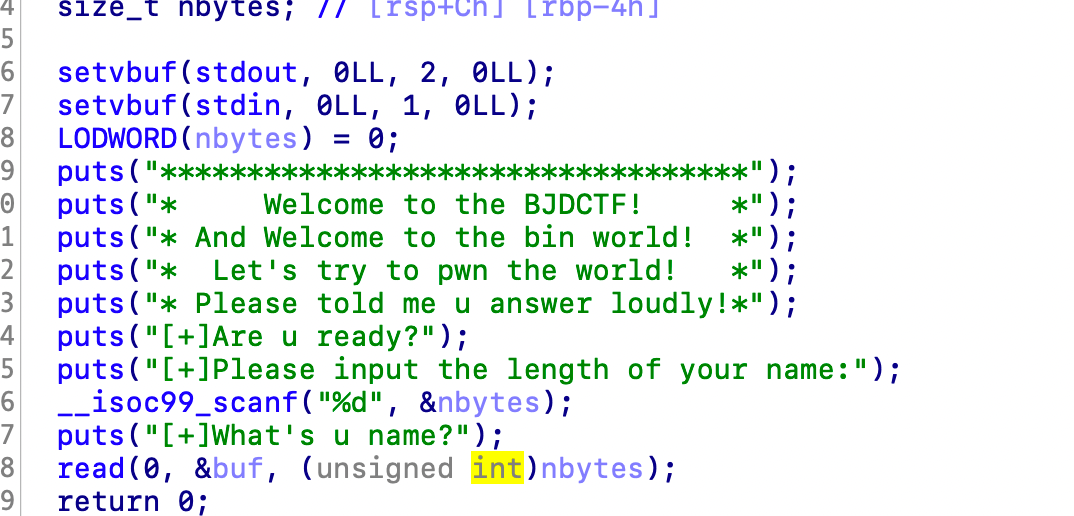 4 size_t nbytes; // [rsp+Ch] [rbp-4h]
5
6 setvbuf(stdout, 0LL, 2, 0LL);
7 setvbuf(stdin, 0LL, 1, 0LL);
8 LODWORD(nbytes) = 0;
9 puts("**********************************");
0 puts("*     Welcome to the BJDCTF!     *");
1 puts("* And Welcome to the bin world!  *");
2 puts("*  Let's try to pwn the world!   *");
3 puts("* Please told me u answer loudly!*");
4 puts("[+]Are u ready?");
5 puts("[+]Please input the length of your name:");
6 __isoc99_scanf("%d", &nbytes);
7 puts("[+]What's u name?");
8 read(0, &buf, (unsigned int)nbytes);
9 return 0;